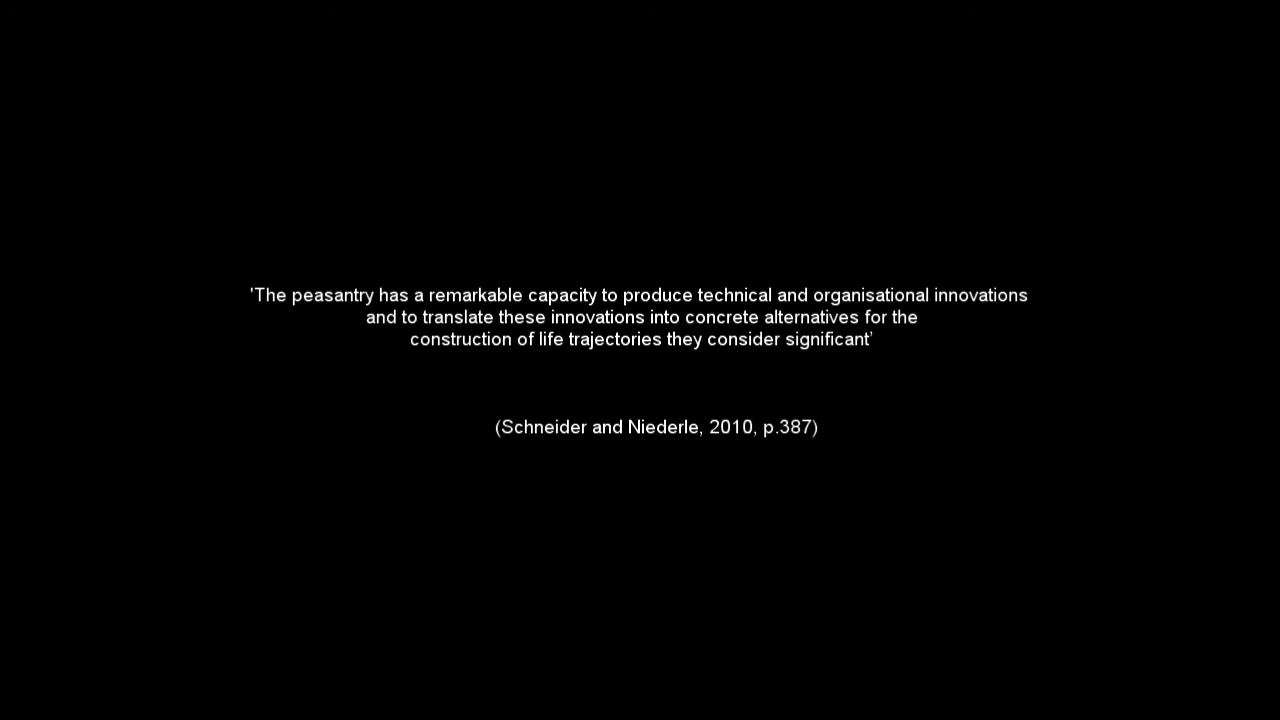 'The peasantry has a remarkable capacity to produce technical and organisational innovations
and to translate these innovations into concrete alternatives for the
construction of life trajectories they consider significant’
(Schneider and Niederle, 2010, p.387)